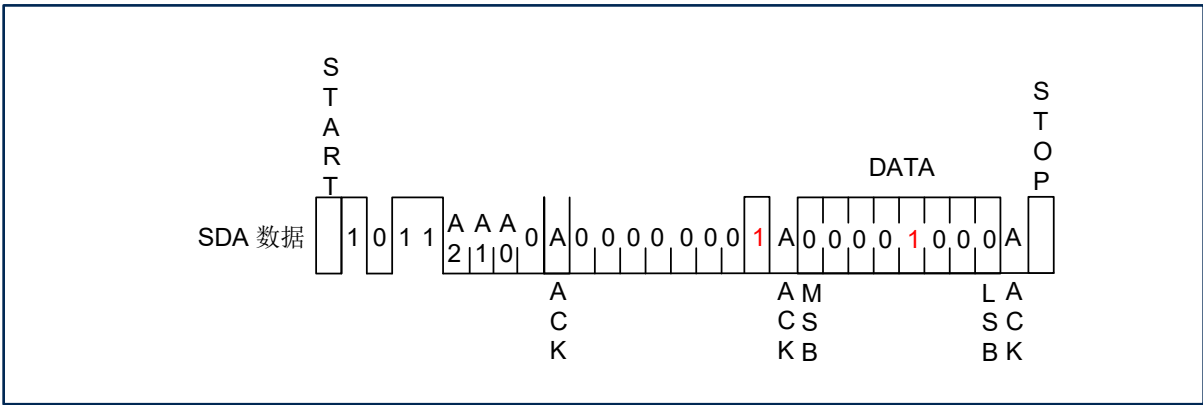 START
STOP
DATA
SDA 数据 1 0 1 1 A2 A1 A0 0 A 0 0 0 0 0 0 0 1 A 0 0 0 0 1 0 0 0 A
ACK
ACK
MSB
LSB
ACK